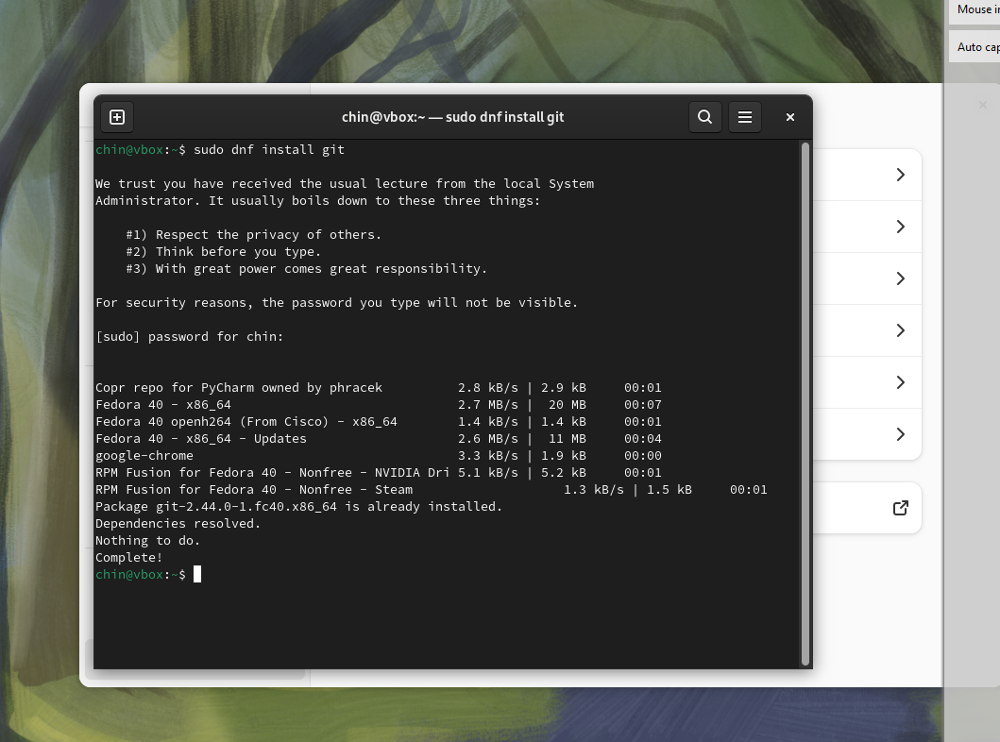 Mouse in
Auto cap
chin@vbox:~ — sudo dnf install git
chin@vbox:~$ sudo dnf install git
We trust you have received the usual lecture from the local System
Administrator. It usually boils down to these three things:
#1) Respect the privacy of others.
#2) Think before you type.
#3) With great power comes great responsibility.
For security reasons, the password you type will not be visible.
[sudo] password for chin:
Copr repo for PyCharm owned by phracek 2.8 kB/s | 2.9 kB 00:01
Fedora 40 - x86_64 2.7 MB/s | 20 MB 00:07
Fedora 40 openh264 (From Cisco) - x86_64 1.4 kB/s | 1.4 kB 00:01
Fedora 40 - x86_64 - Updates 2.6 MB/s | 11 MB 00:04
google-chrome 3.3 kB/s | 1.9 kB 00:00
RPM Fusion for Fedora 40 - Nonfree - NVIDIA Dri 5.1 kB/s | 5.2 kB 00:01
RPM Fusion for Fedora 40 - Nonfree - Steam 1.3 kB/s | 1.5 kB 00:01
Package git-2.44.0-1.fc40.x86_64 is already installed.
Dependencies resolved.
Nothing to do.
Complete!
chin@vbox:~$